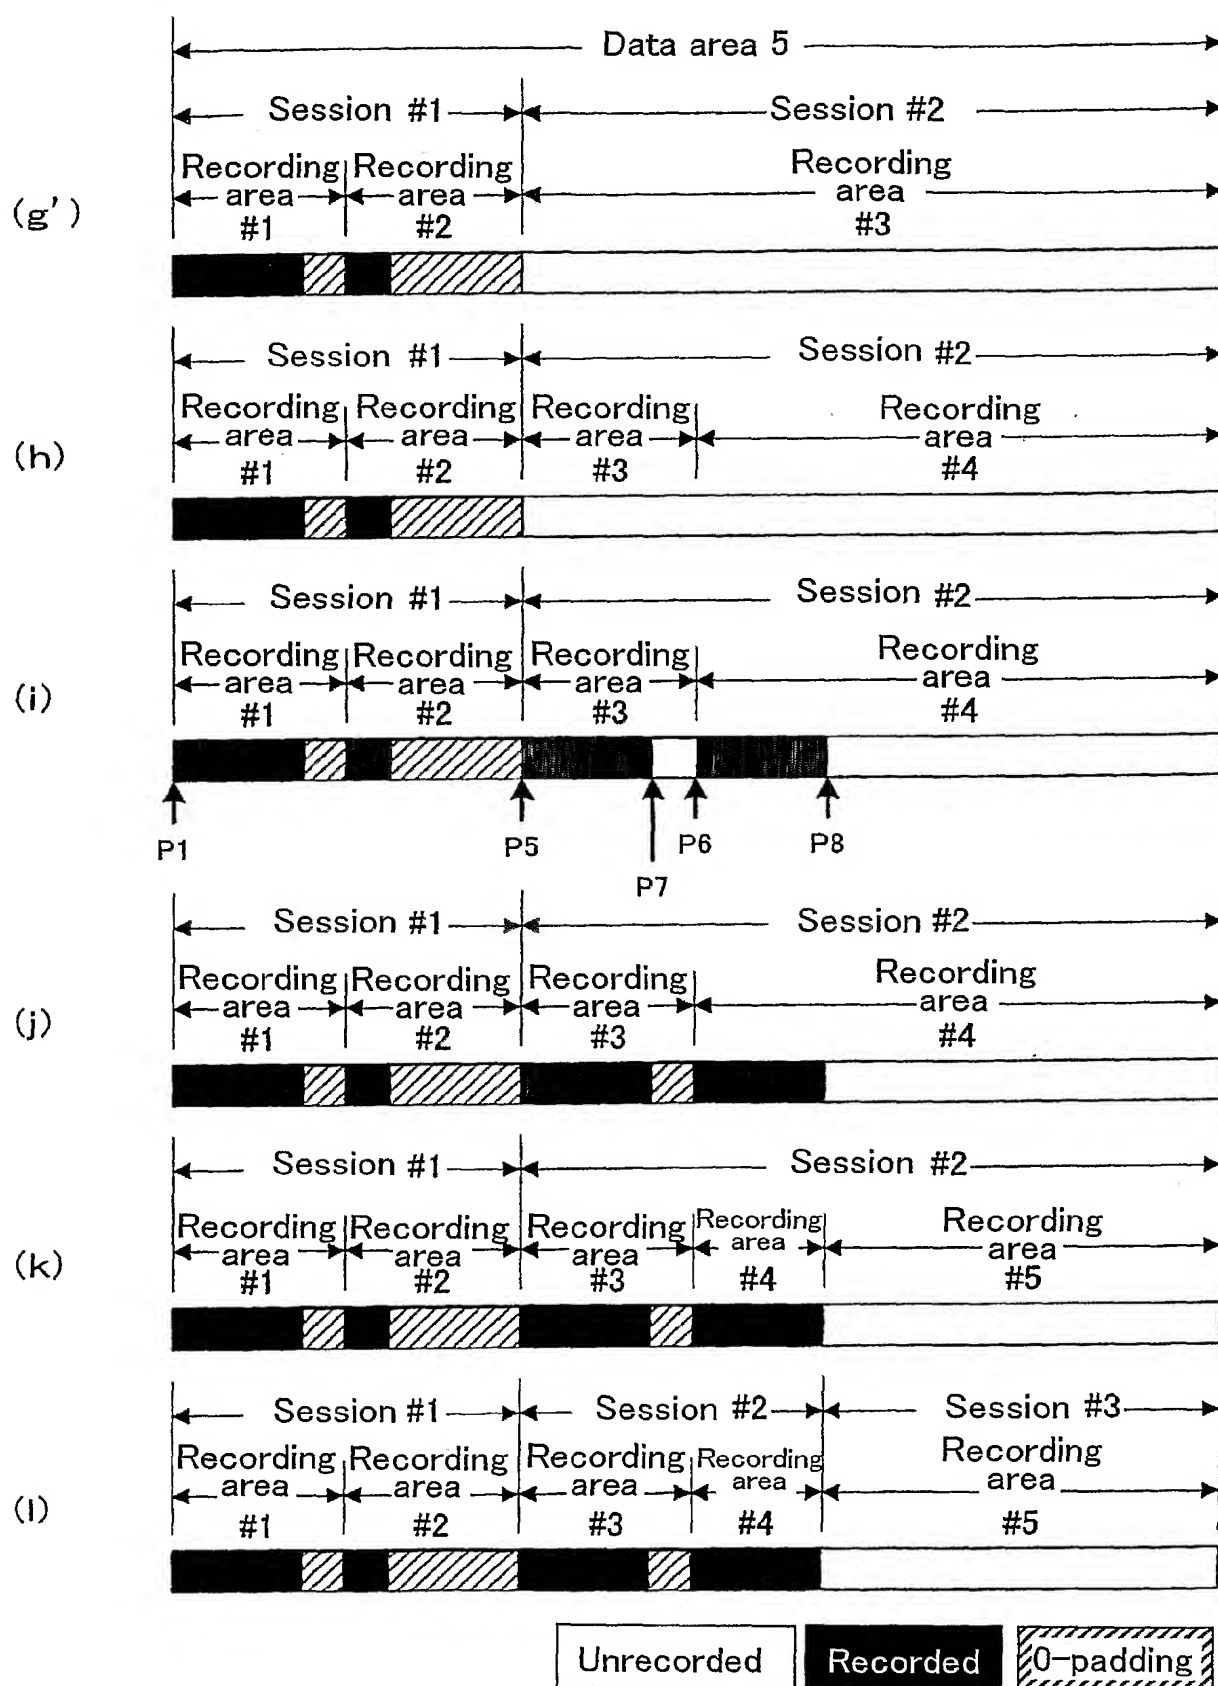 Data area 5
Session #1 Session #2
Recording Recording Recording
area area area
(g') #1 #2 #3
Session #1 Session #2
Recording Recording Recording Recording
area area area area
(h) #1 #2 #3 #4
Session #1 Session #2
Recording Recording Recording Recording
area area area area
(i) #1 #2 #3 #4
P1 P5 P7 P6 P8
Session #1 Session #2
Recording Recording Recording Recording
area area area area
(j) #1 #2 #3 #4
Session #1 Session #2
Recording Recording Recording Recording Recording
area area area area area
(k) #1 #2 #3 #4 #5
Session #1 Session #2 Session #3
Recording Recording Recording Recording Recording
area area area area area
(l) #1 #2 #3 #4 #5
Unrecorded Recorded 0-padding